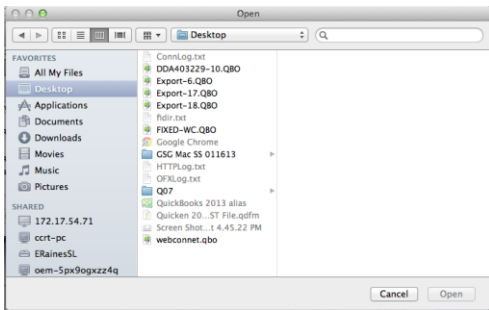 Open
Desktop
FAVORITES
All My Files
Desktop
Applications
Documents
Downloads
Movies
Music
Pictures
SHARED
172.17.54.71
ccrt-pc
ERainesSL
oem-5px9ogxzz4q
ConnLog.txt
DDA403229-10.QBO
Export-6.QBO
Export-17.QBO
Export-18.QBO
fidir.txt
FIXED-WC.QBO
Google Chrome
GSG Mac SS 011613
HTTPLog.txt
OFXLog.txt
Q07
QuickBooks 2013 alias
Quicken 20...ST File.qdfm
Screen Shot...t 4.45.22 PM
webconnet.qbo
Cancel
Open